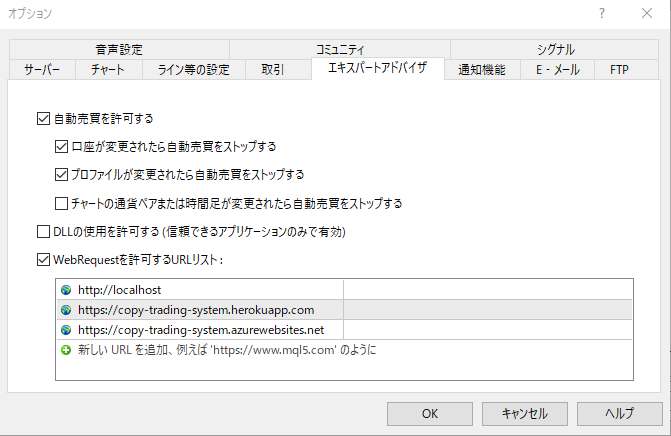 オプション
音声設定 コミュニティ シグナル
サーバー チャート ライン等の設定 取引 エキスパートアドバイザ 通知機能 E - メール FTP
自動売買を許可する
口座が変更されたら自動売買をストップする
プロファイルが変更されたら自動売買をストップする
チャートの通貨ペアまたは時間足が変更されたら自動売買をストップする
DLLの使用を許可する (信頼できるアプリケーションのみで有効)
WebRequestを許可するURLリスト :
http://localhost
https://copy-trading-system.herokuapp.com
https://copy-trading-system.azurewebsites.net
新しい URL を追加、例えば 'https://www.mql5.com' のように
OK キャンセル ヘルプ